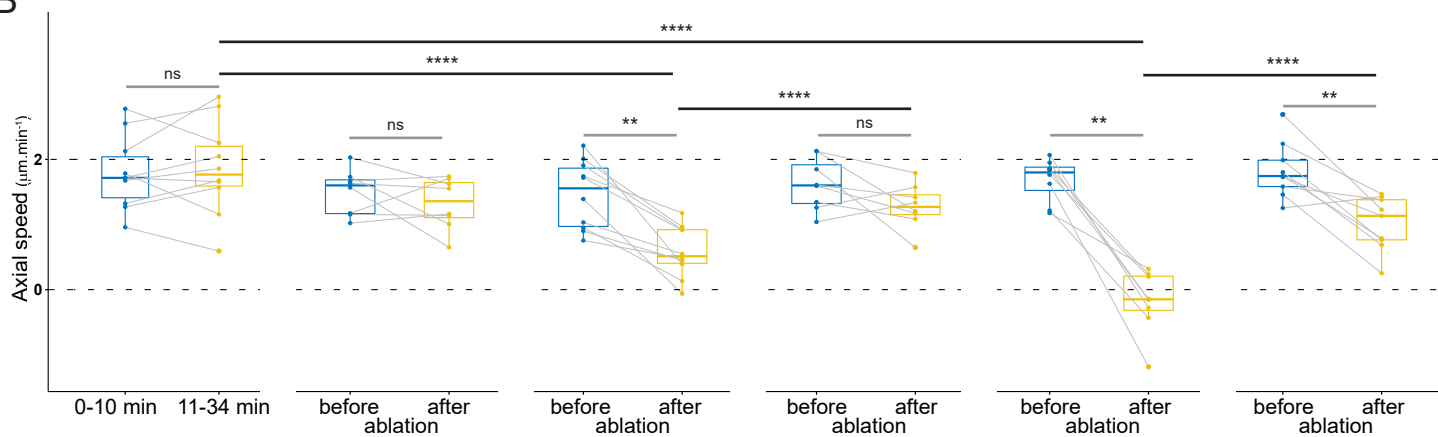 ****
****
****
ns
**
****
ns
**
ns
**
Axial speed (µm.min⁻¹)
2
0
0-10 min 11-34 min
before after
ablation
before after
ablation
before after
ablation
before after
ablation
before after
ablation